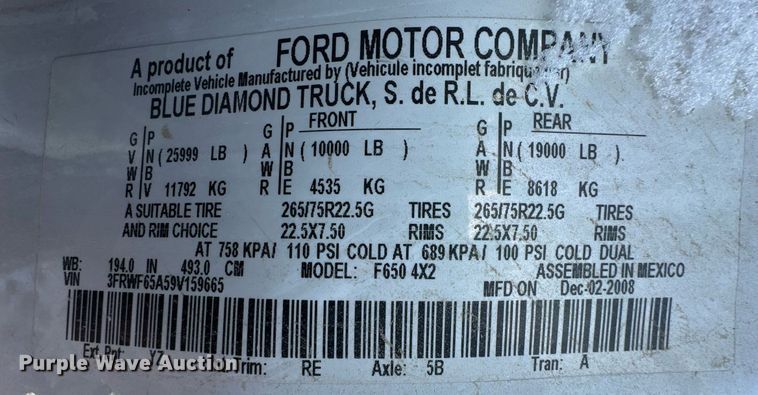 A product of FORD MOTOR COMPANY
Incomplete Vehicle Manufactured by (Vehicule incomplet fabrique par)
BLUE DIAMOND TRUCK, S. de R.L. de C.V.
G P G P FRONT G P REAR
V N ( 25999 LB ) A N ( 10000 LB ) A N ( 19000 LB )
W B W B W B
R V 11792 KG R E 4535 KG R E 8618 KG
A SUITABLE TIRE 265/75R22.5G TIRES 265/75R22.5G TIRES
AND RIM CHOICE 22.5X7.50 RIMS 22.5X7.50 RIMS
AT 758 KPA/ 110 PSI COLD AT 689 KPA/ 100 PSI COLD DUAL
WB: 194.0 IN 493.0 CM MODEL: F650 4X2 ASSEMBLED IN MEXICO
VIN 3FRWF65A59V159665 MFD ON Dec-02-2008
Ext. Pnt: YZ Trim: RE Axle: 5B Tran: A
Purple Wave Auction